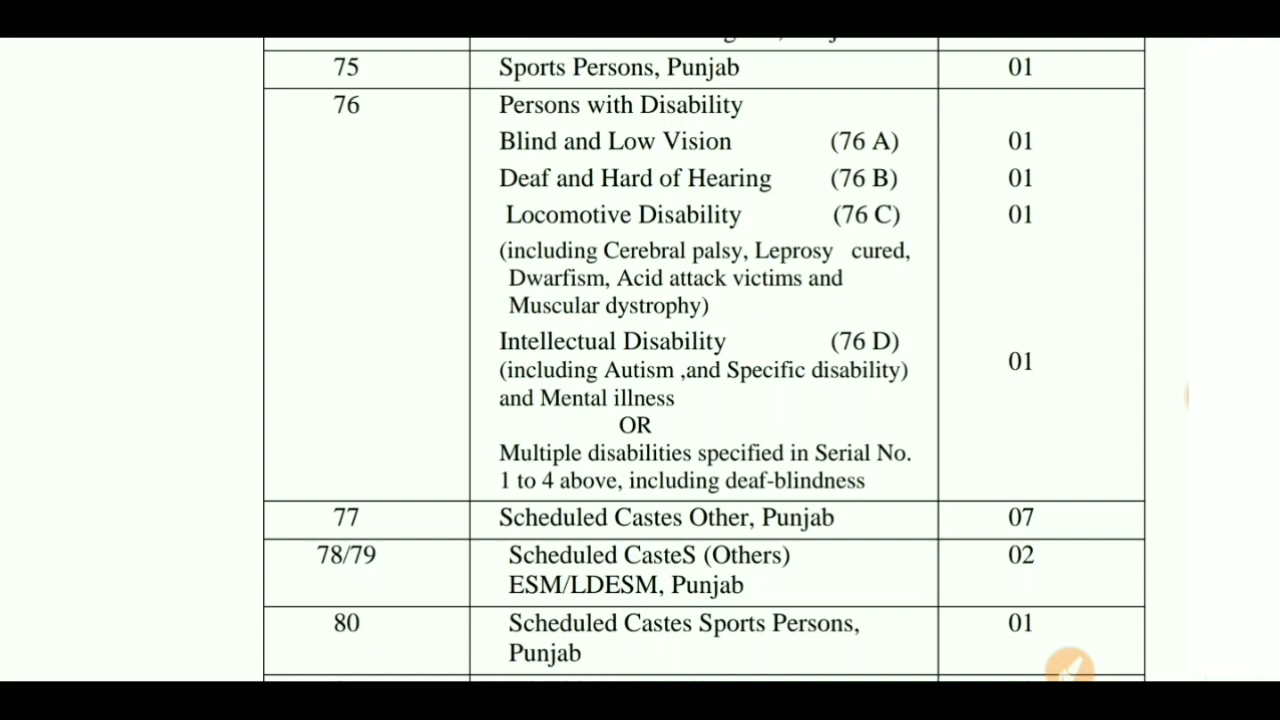 75 Sports Persons, Punjab 01
76 Persons with Disability
Blind and Low Vision (76 A) 01
Deaf and Hard of Hearing (76 B) 01
Locomotive Disability (76 C) 01
(including Cerebral palsy, Leprosy cured,
Dwarfism, Acid attack victims and
Muscular dystrophy)
Intellectual Disability (76 D)
01
(including Autism ,and Specific disability)
and Mental illness
OR
Multiple disabilities specified in Serial No.
1 to 4 above, including deaf-blindness
77 Scheduled Castes Other, Punjab 07
78/79 Scheduled CasteS (Others) 02
ESM/LDESM, Punjab
80 Scheduled Castes Sports Persons, 01
Punjab